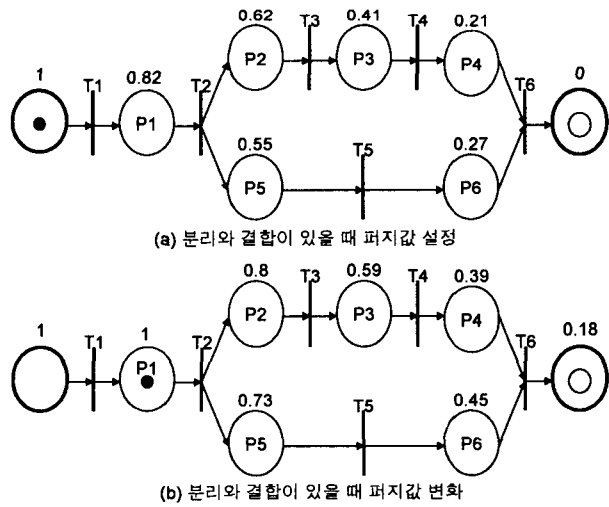 0.62 T3 0.41 T4 0.21
1 0.82 T2 P2 P3 P4 T6 0
T1
P1
0.55 T5 0.27
P5 P6
(a) 분리와 결합이 있을 때 퍼지값 설정
0.8 T3 0.59 T4 0.39
1 T1 1 T2 P2 P3 P4 T6 0.18
P1
0.73 T5 0.45
P5 P6
(b) 분리와 결합이 있을 때 퍼지값 변화